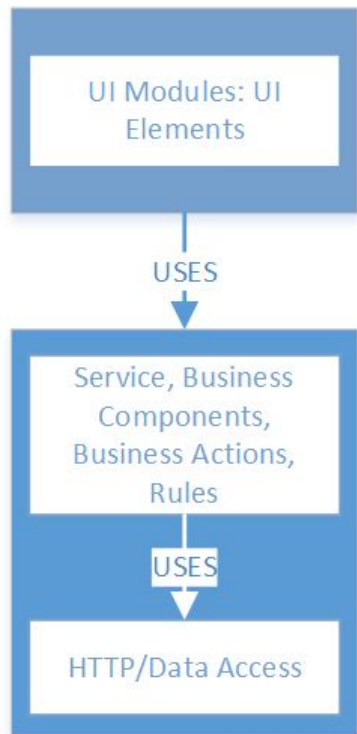 UI Modules: UI
Elements
USES
Service, Business
Components,
Business Actions,
Rules
USES
HTTP/Data Access